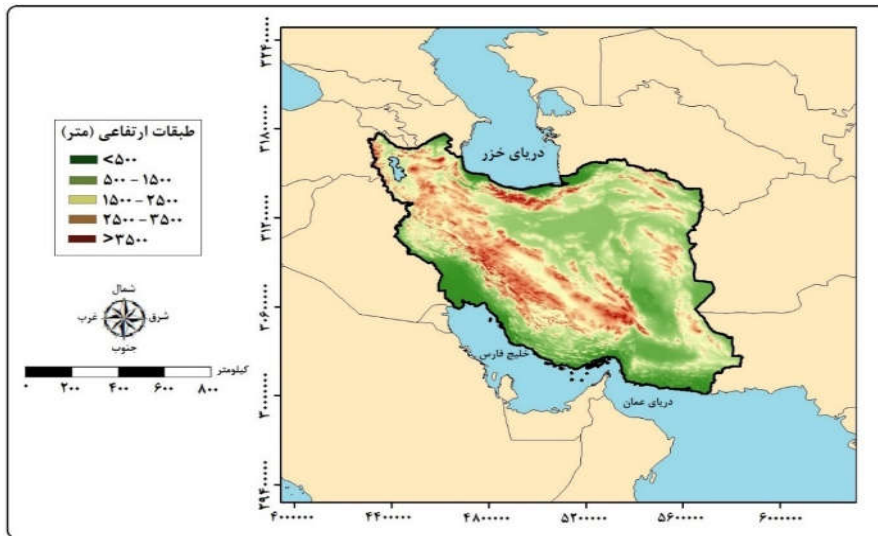 طبقات ارتفاعی (متر)
<۵۰۰
۵۰۰ - ۱۵۰۰
۱۵۰۰ - ۲۵۰۰
۲۵۰۰ - ۳۵۰۰
>۳۵۰۰
شمال
غرب
شرق
جنوب
کیلومتر
۰ ۲۰۰ ۴۰۰ ۶۰۰ ۸۰۰
دریای خزر
خلیج فارس
دریای عمان
۳۲۴۰۰۰۰
۳۱۸۰۰۰۰
۳۱۲۰۰۰۰
۳۰۶۰۰۰۰
۳۰۰۰۰۰۰
۲۹۴۰۰۰۰
۴۰۰۰۰۰۰ ۴۴۰۰۰۰۰ ۴۸۰۰۰۰۰ ۵۲۰۰۰۰۰ ۵۶۰۰۰۰۰ ۶۰۰۰۰۰۰